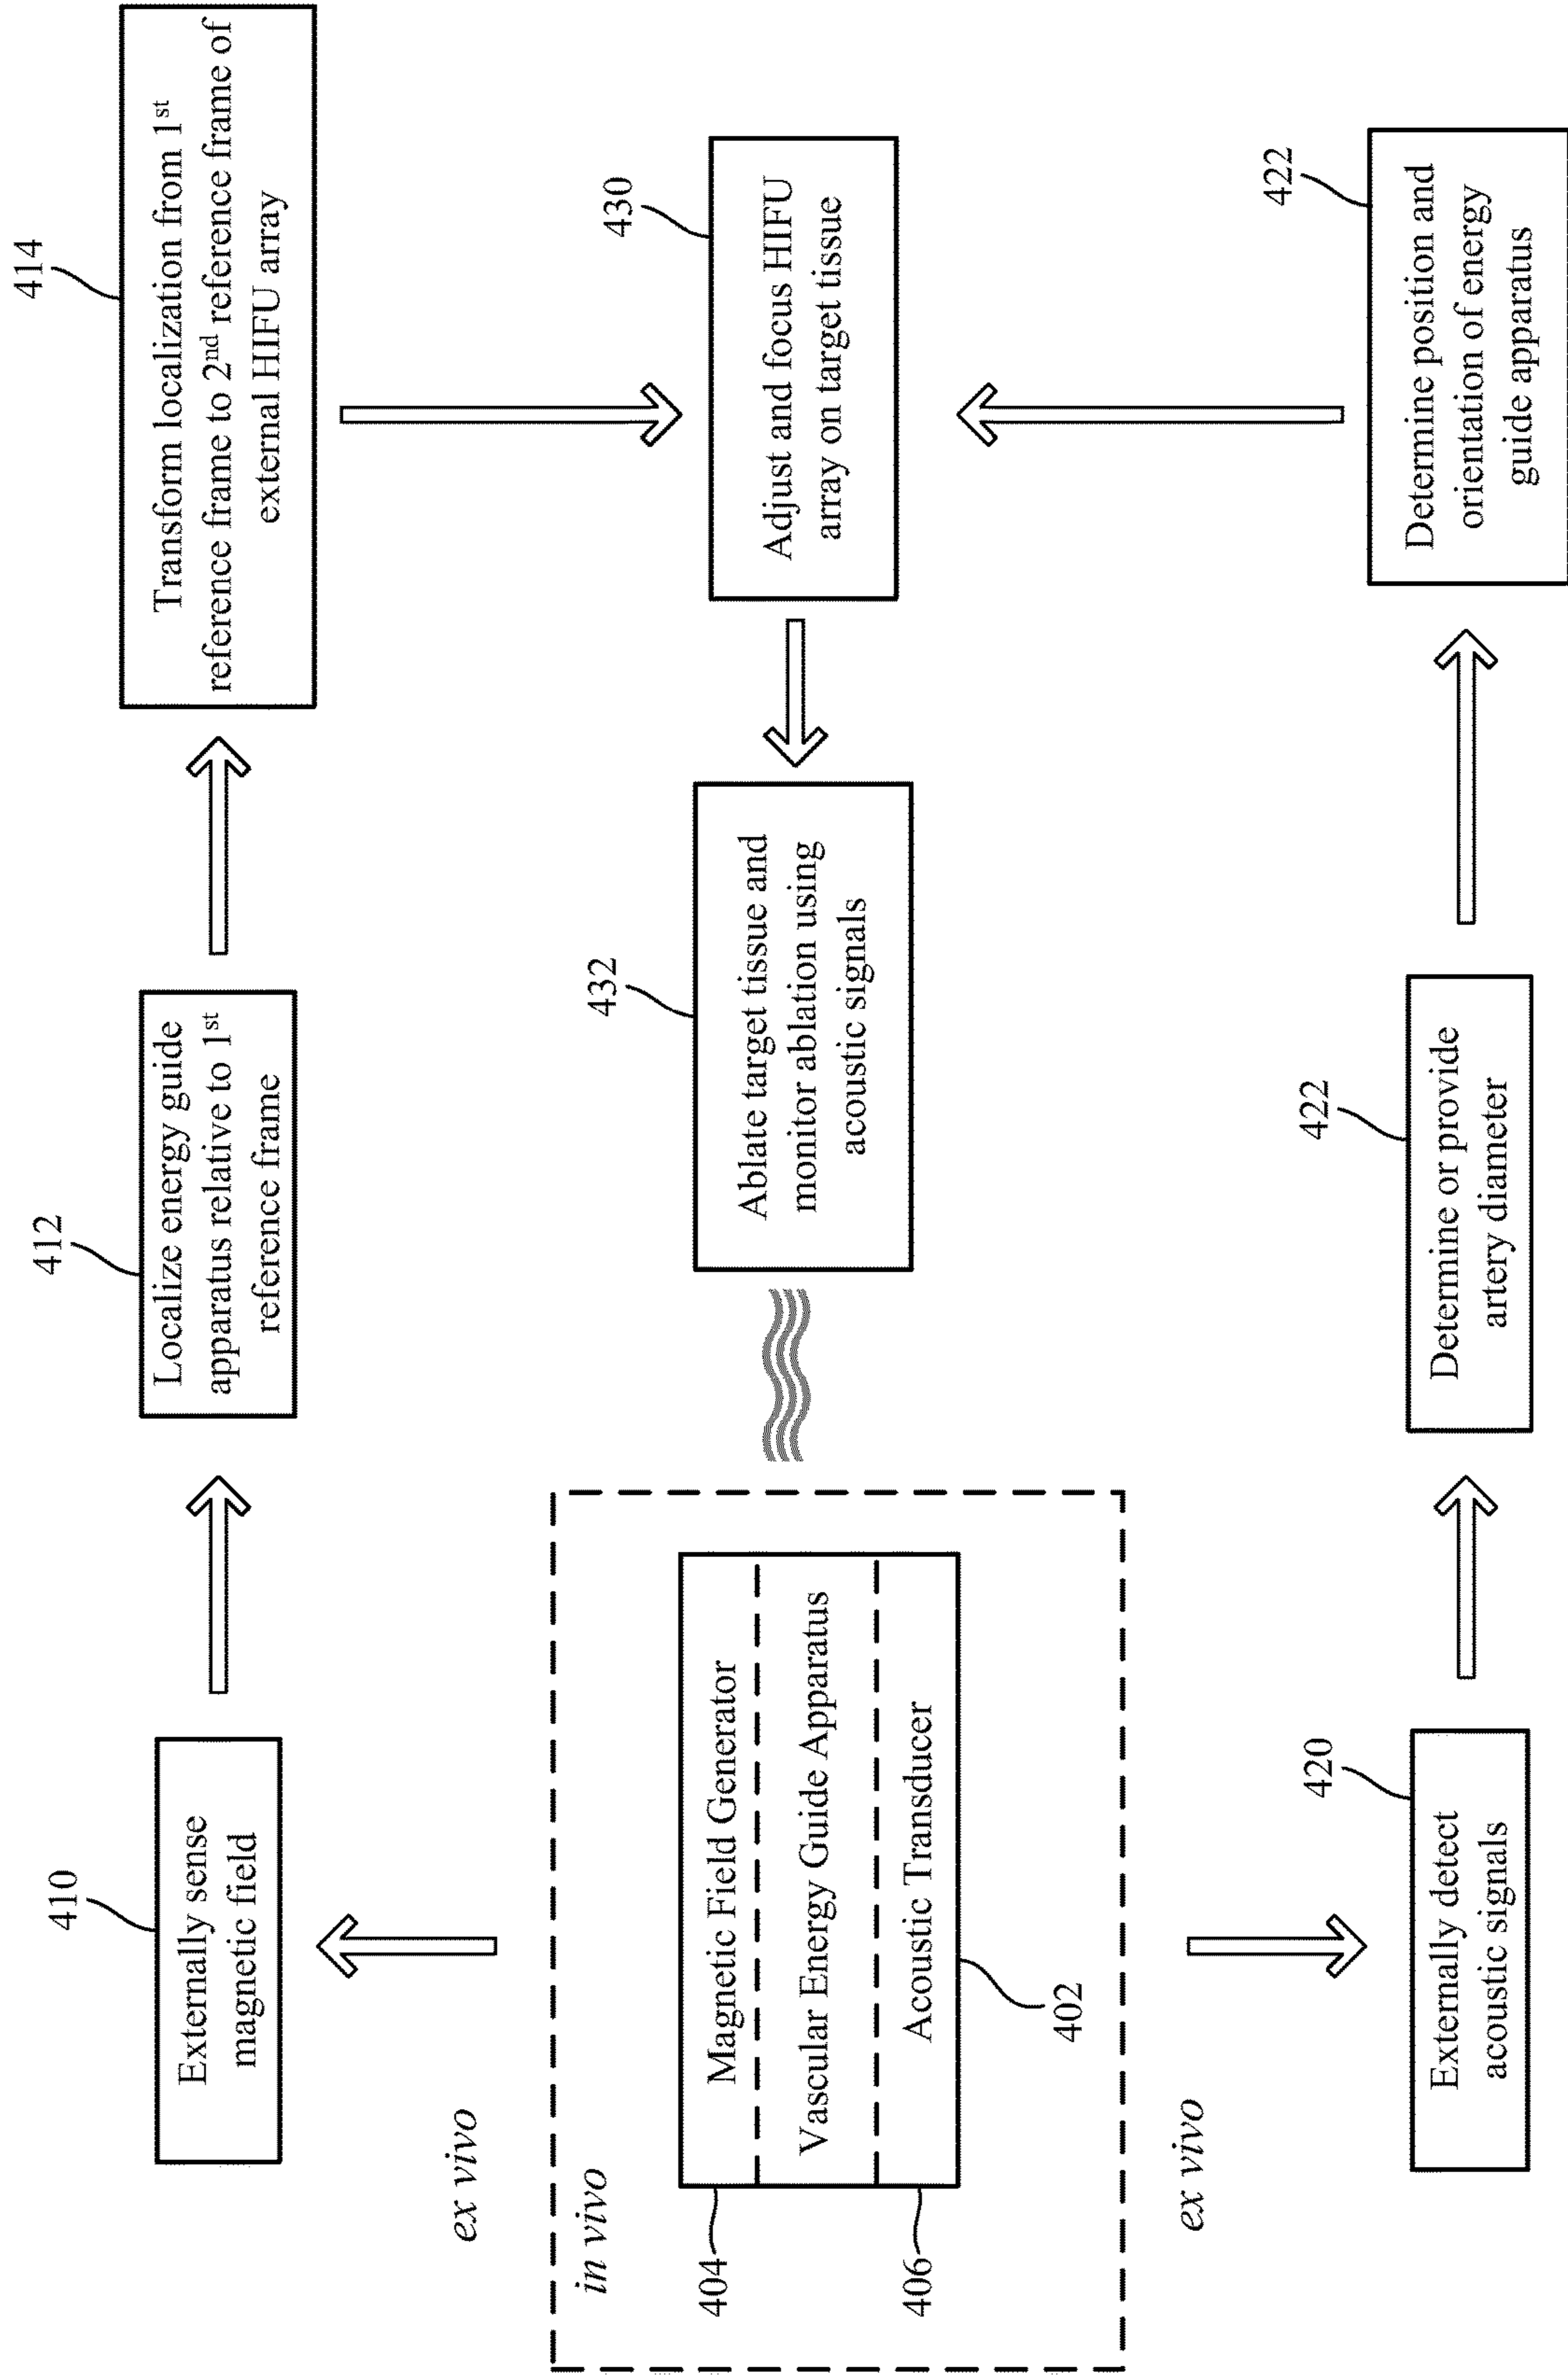 410
Externally sense
magnetic field
412
Localize energy guide
apparatus relative to 1st
reference frame
414
Transform localization from 1st
reference frame to 2nd reference frame of
external HIFU array
ex vivo
in vivo
404
Magnetic Field Generator
Vascular Energy Guide Apparatus
406
Acoustic Transducer
402
432
Ablate target tissue and
monitor ablation using
acoustic signals
430
Adjust and focus HIFU
array on target tissue
ex vivo
420
Externally detect
acoustic signals
422
Determine or provide
artery diameter
422
Determine position and
orientation of energy
guide apparatus